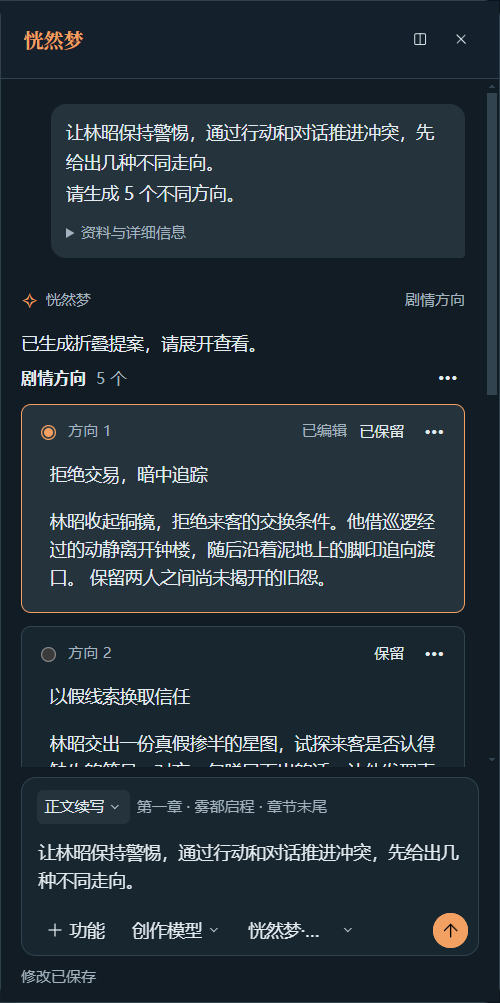 恍然梦
让林昭保持警惕，通过行动和对话推进冲突，先
给出几种不同走向。
请生成 5 个不同方向。
▶ 资料与详细信息
恍然梦
剧情方向
已生成折叠提案，请展开查看。
剧情方向 5 个
方向 1
已编辑 已保留
拒绝交易，暗中追踪
林昭收起铜镜，拒绝来客的交换条件。他借巡逻经
过的动静离开钟楼，随后沿着泥地上的脚印追向渡
口。 保留两人之间尚未揭开的旧怨。
方向 2
保留
以假线索换取信任
林昭交出一份真假掺半的星图，试探来客是否认得
正文续写 第一章 · 雾都启程 · 章节末尾
让林昭保持警惕，通过行动和对话推进冲突，先给出几
种不同走向。
功能 创作模型 恍然梦·...
修改已保存